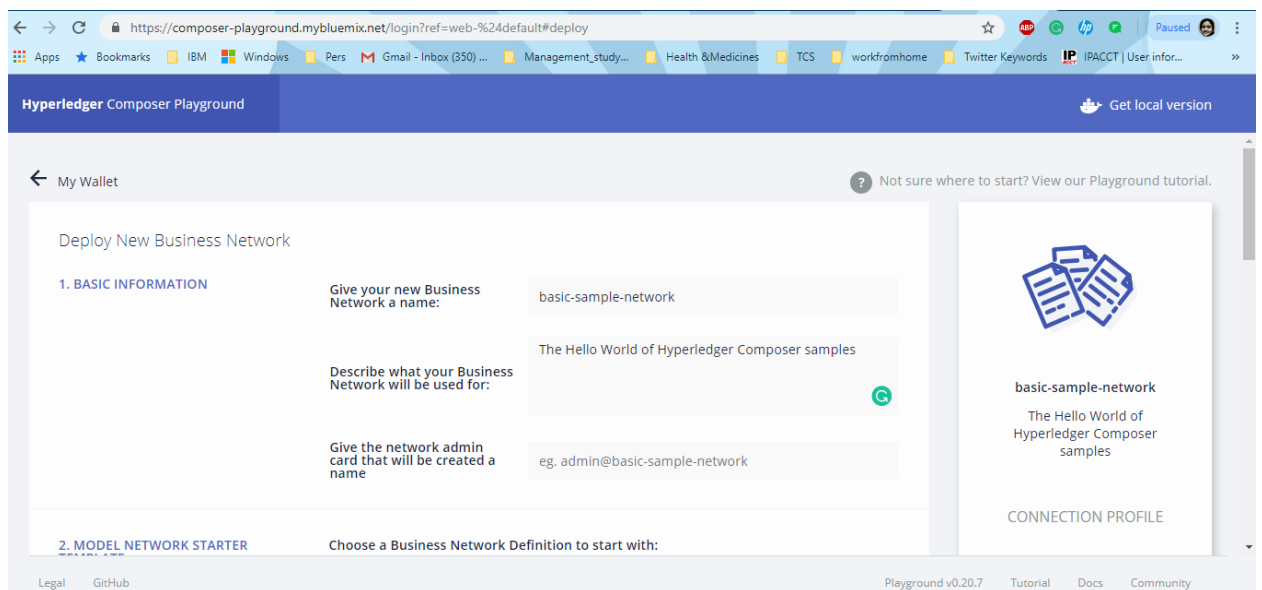 https://composer-playground.mybluemix.net/login?ref=web-%24default#deploy
ABP
Paused
Apps Bookmarks IBM Windows Pers Gmail - Inbox (350) ... Management_study... Health &Medicines TCS workfromhome Twitter Keywords IP IPACCT | User infor... »
Hyperledger Composer Playground
Get local version
My Wallet
? Not sure where to start? View our Playground tutorial.
Deploy New Business Network
1. BASIC INFORMATION
Give your new Business
Network a name:
basic-sample-network
Describe what your Business
Network will be used for:
The Hello World of Hyperledger Composer samples
Give the network admin
card that will be created a
name
eg. admin@basic-sample-network
2. MODEL NETWORK STARTER
TEMPLATE
Choose a Business Network Definition to start with:
basic-sample-network
The Hello World of
Hyperledger Composer
samples
CONNECTION PROFILE
Legal GitHub
Playground v0.20.7 Tutorial Docs Community